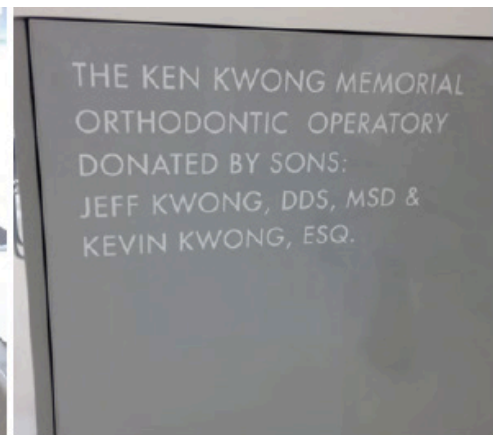 THE KEN KWONG MEMORIAL
ORTHODONTIC OPERATORY
DONATED BY SONS:
JEFF KWONG, DDS, MSD &
KEVIN KWONG, ESQ.